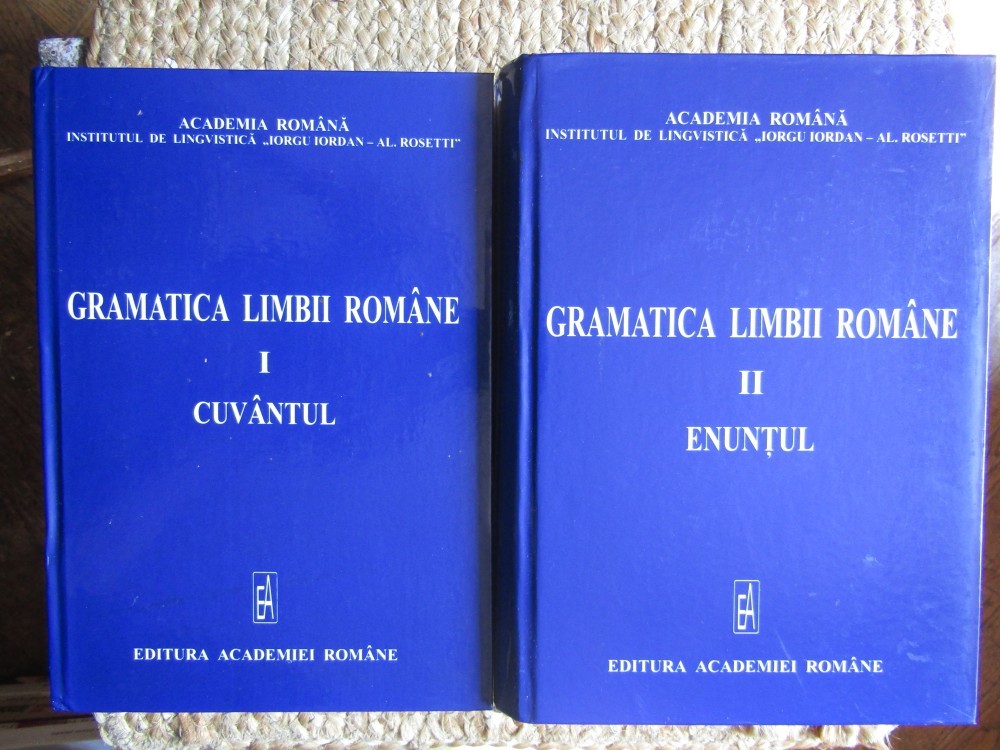 ACADEMIA ROMÂNĂ
INSTITUTUL DE LINGVISTICĂ „IORGU IORDAN – AL. ROSETTI”
GRAMATICA LIMBII ROMÂNE
I
CUVÂNTUL
EA
EDITURA ACADEMIEI ROMÂNE
ACADEMIA ROMÂNĂ
INSTITUTUL DE LINGVISTICĂ „IORGU IORDAN – AL. ROSETTI”
GRAMATICA LIMBII ROMÂNE
II
ENUNȚUL
EA
EDITURA ACADEMIEI ROMÂNE